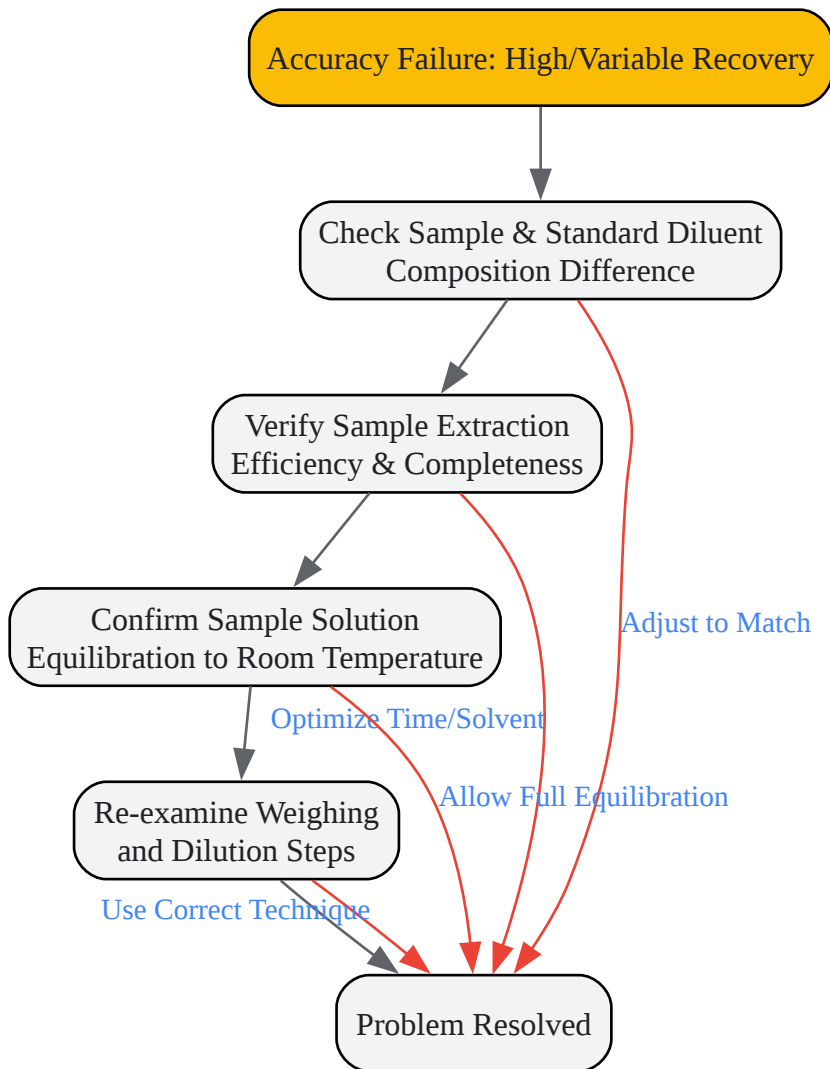 Accuracy Failure: High/Variable Recovery
Check Sample & Standard Diluent
Composition Difference
Verify Sample Extraction
Efficiency & Completeness
Confirm Sample Solution
Equilibration to Room Temperature
Adjust to Match
Optimize Time/Solvent
Allow Full Equilibration
Re-examine Weighing
and Dilution Steps
Use Correct Technique
Problem Resolved